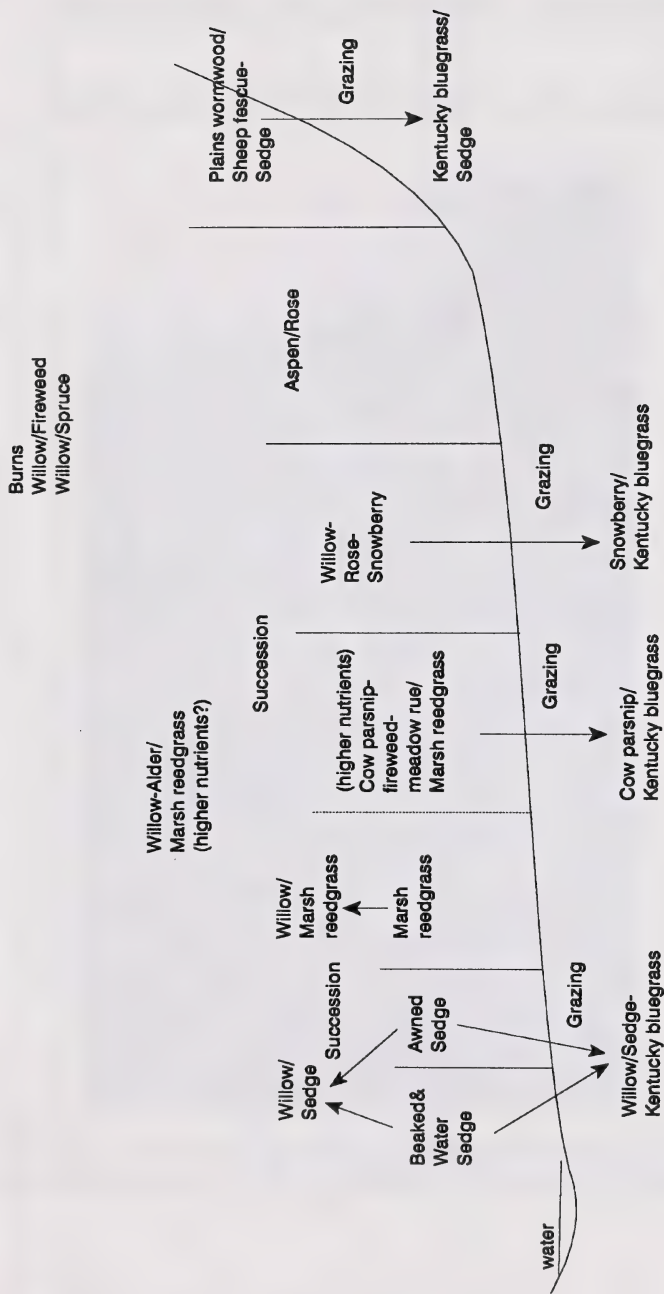 Burns
Willow/Fireweed
Willow/Spruce
Willow-Alder/
Marsh reedgrass
(higher nutrients?)
Succession
Plains wormwood/
Sheep fescue-
Sedge
Grazing
Kentucky bluegrass/
Sedge
Aspen/Rose
Willow-
Rose-
Snowberry
Grazing
Snowberry/
Kentucky bluegrass
(higher nutrients)
Cow parsnip-
fireweed-
meadow rue/
Marsh reedgrass
Grazing
Cow parsnip/
Kentucky bluegrass
Willow/
Marsh
reedgrass
Marsh
reedgrass
Willow/
Sedge
Succession
Awned
Sedge
Beaked&
Water
Sedge
Grazing
Willow/Sedge-
Kentucky bluegrass
water